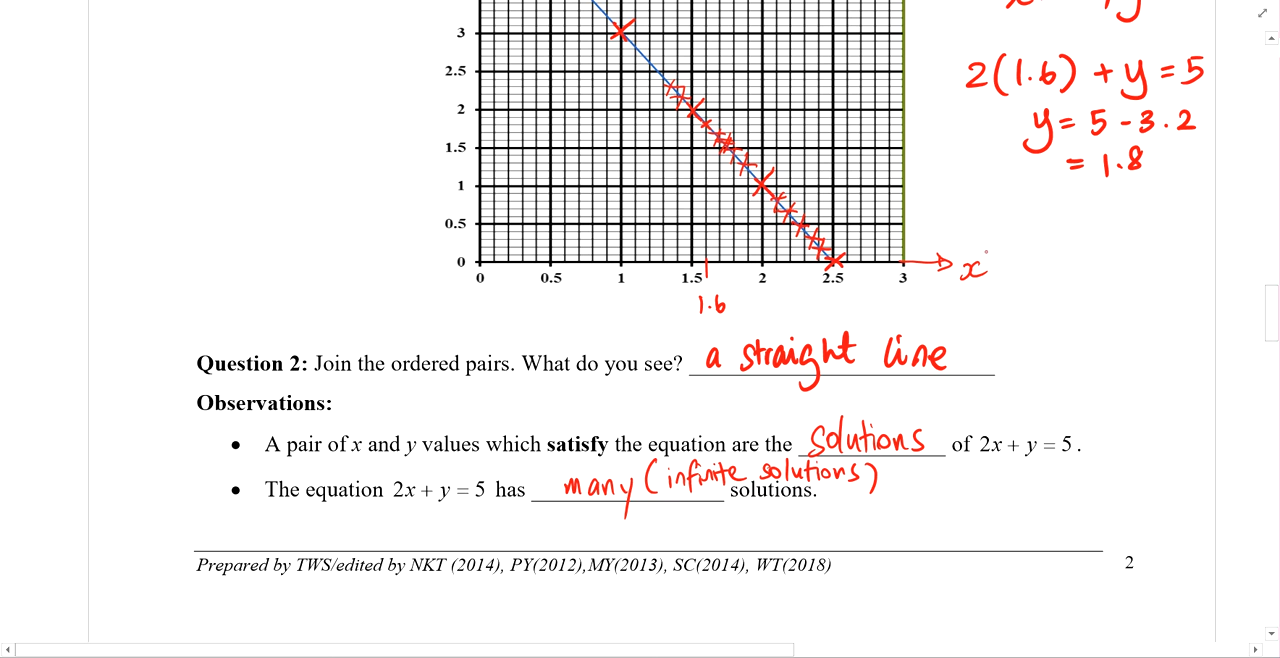 3
2.5
2
1.5
1
0.5
0
0 0.5 1 1.5 2 2.5 3
x
1.6
2(1.6) + y = 5
y = 5 - 3.2
= 1.8
Question 2: Join the ordered pairs. What do you see? a straight line
Observations:
• A pair of x and y values which satisfy the equation are the solutions of 2x + y = 5.
• The equation 2x + y = 5 has many (infinite solutions) solutions.
Prepared by TWS/edited by NKT (2014), PY(2012),MY(2013), SC(2014), WT(2018)
2